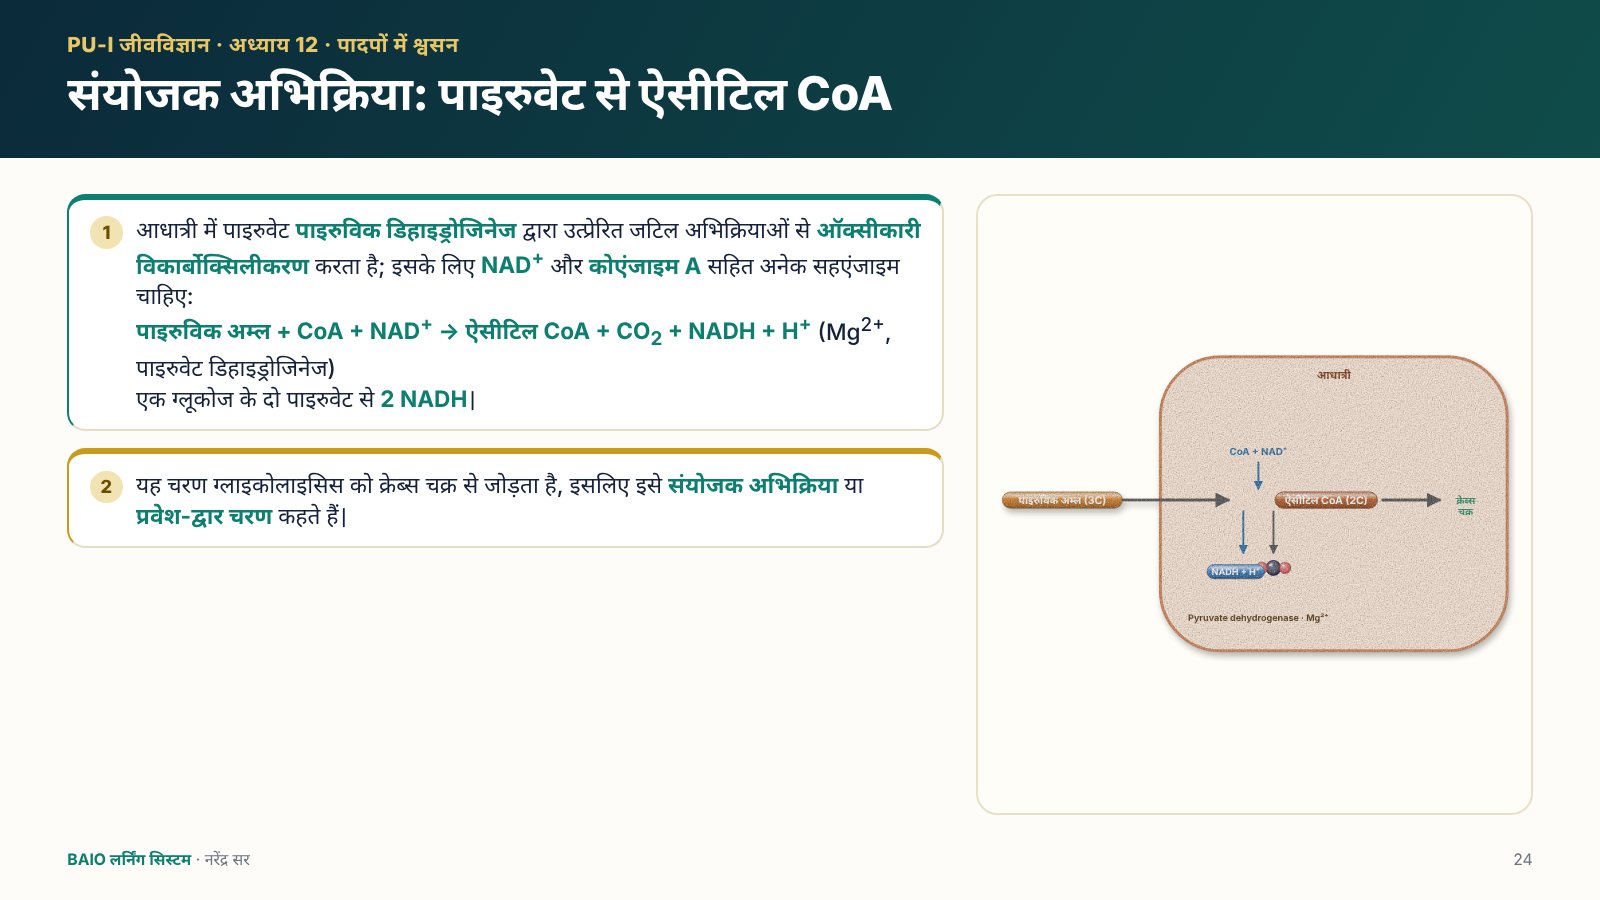 PU-I जीवविज्ञान · अध्याय 12 · पादपों में श्वसन
संयोजक अभिक्रिया: पाइरुवेट से ऐसीटिल CoA
1
आधात्री में पाइरुवेट पाइरुविक डिहाइड्रोजिनेज द्वारा उत्प्रेरित जटिल अभिक्रियाओं से ऑक्सीकारी
विकार्बोक्सिलीकरण करता है; इसके लिए NAD⁺ और कोएंजाइम A सहित अनेक सहएंजाइम
चाहिए:
पाइरुविक अम्ल + CoA + NAD⁺ → ऐसीटिल CoA + CO₂ + NADH + H⁺ (Mg²⁺,
पाइरुवेट डिहाइड्रोजिनेज)
एक ग्लूकोज के दो पाइरुवेट से 2 NADH|
2
यह चरण ग्लाइकोलाइसिस को क्रेब्स चक्र से जोड़ता है, इसलिए इसे संयोजक अभिक्रिया या
प्रवेश-द्वार चरण कहते हैं|
आधात्री
CoA + NAD⁺
पाइरुविक अम्ल (3C)
ऐसीटिल CoA (2C)
क्रेब्स
चक्र
NADH + H⁺
Pyruvate dehydrogenase · Mg²⁺
BAIO लर्निंग सिस्टम · नरेंद्र सर
24